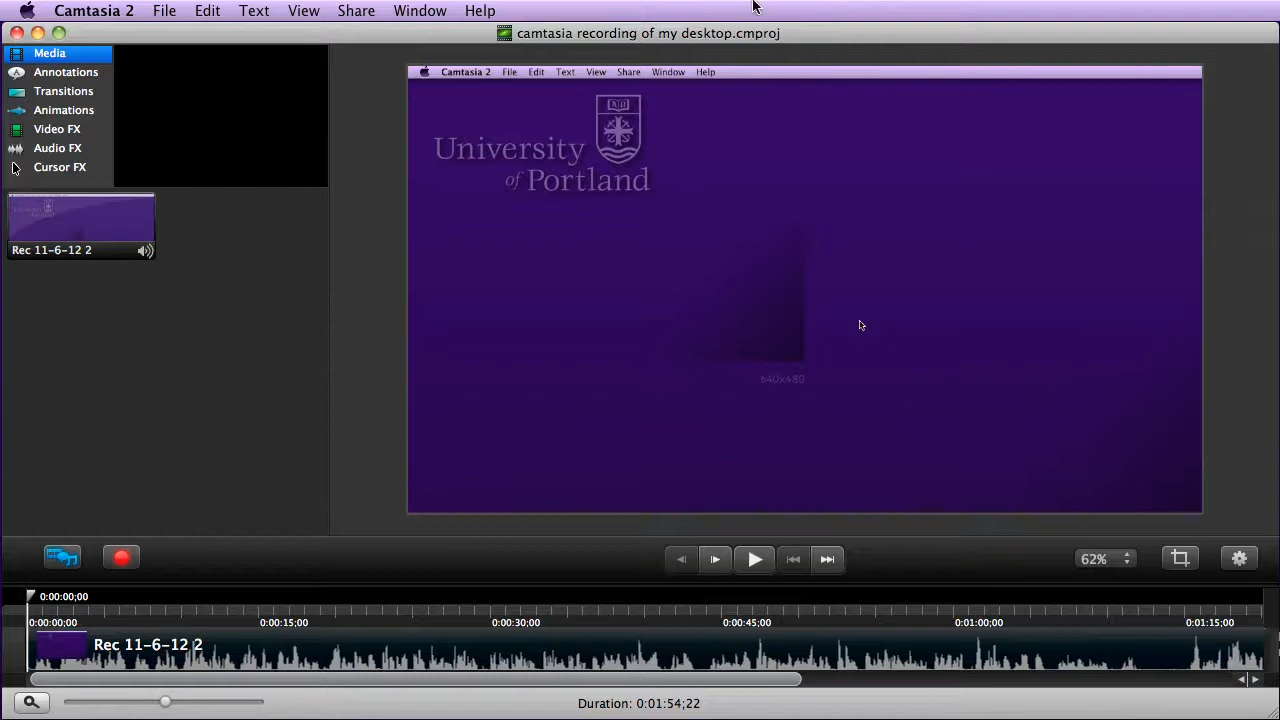 Camtasia 2 File Edit Text View Share Window Help
camtasia recording of my desktop.cmproj
Media
Annotations
Transitions
Animations
Video FX
Audio FX
Cursor FX
Rec 11-6-12 2
Camtasia 2 File Edit Text View Share Window Help
University
of Portland
640x480
62%
0:00:00;00
0:00:00;00 0:00:15;00 0:00:30;00 0:00:45;00 0:01:00;00 0:01:15;00
Rec 11-6-12 2
Duration: 0:01:54;22